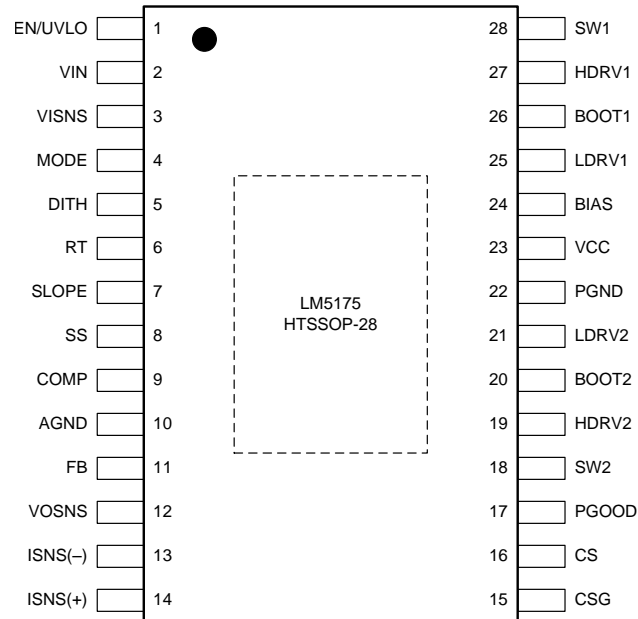 EN/UVLO 1 28 SW1
VIN 2 27 HDRV1
VISNS 3 26 BOOT1
MODE 4 25 LDRV1
DITH 5 24 BIAS
RT 6 23 VCC
SLOPE 7 22 PGND
LM5175
HTSSOP-28
SS 8 21 LDRV2
COMP 9 20 BOOT2
AGND 10 19 HDRV2
FB 11 18 SW2
VOSNS 12 17 PGOOD
ISNS(–) 13 16 CS
ISNS(+) 14 15 CSG